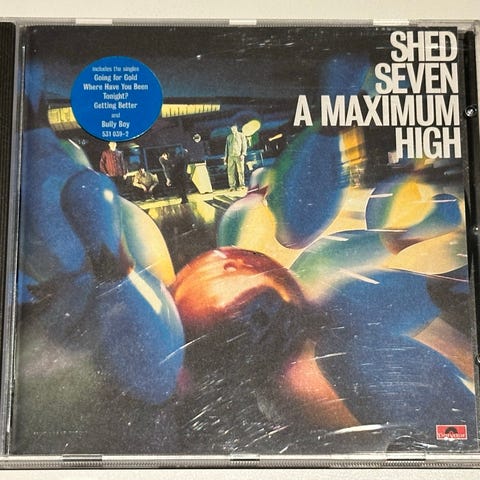 SHED
SEVEN
A MAXIMUM
HIGH
includes the singles
Going for Gold
Where Have You Been
Tonight?
Getting Better
and
Bully Boy
531 039-2